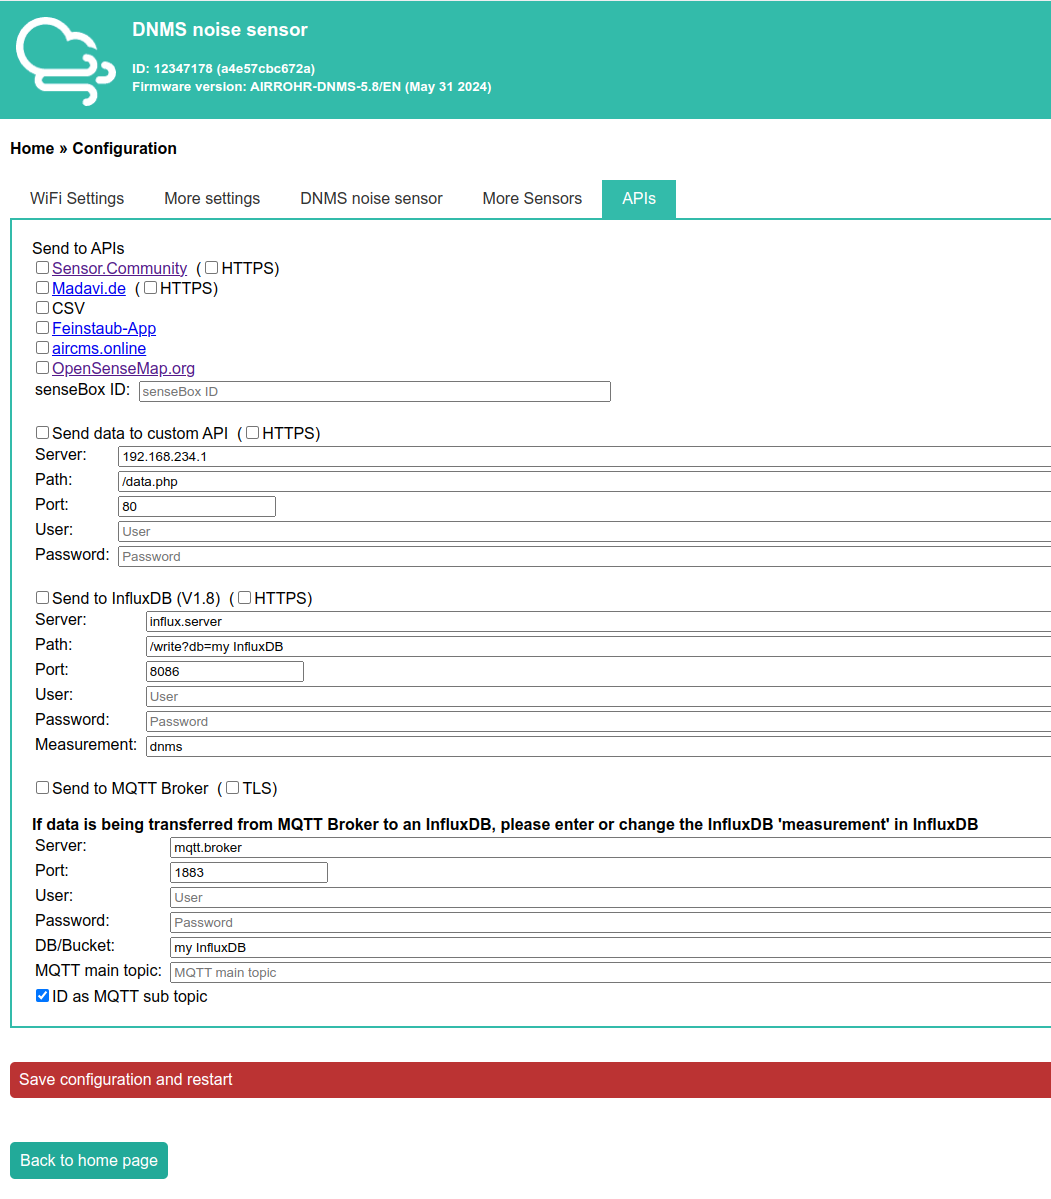 DNMS noise sensor
ID: 12347178 (a4e57cbc672a)
Firmware version: AIRROHR-DNMS-5.8/EN (May 31 2024)
Home » Configuration
WiFi Settings More settings DNMS noise sensor More Sensors APIs
Send to APIs
Sensor.Community (HTTPS)
Madavi.de (HTTPS)
CSV
Feinstaub-App
aircms.online
OpenSenseMap.org
senseBox ID: senseBox ID
Send data to custom API (HTTPS)
Server: 192.168.234.1
Path: /data.php
Port: 80
User: User
Password: Password
Send to InfluxDB (V1.8) (HTTPS)
Server: influx.server
Path: /write?db=my InfluxDB
Port: 8086
User: User
Password: Password
Measurement: dnms
Send to MQTT Broker (TLS)
If data is being transferred from MQTT Broker to an InfluxDB, please enter or change the InfluxDB 'measurement' in InfluxDB
Server: mqtt.broker
Port: 1883
User: User
Password: Password
DB/Bucket: my InfluxDB
MQTT main topic: MQTT main topic
ID as MQTT sub topic
Save configuration and restart
Back to home page